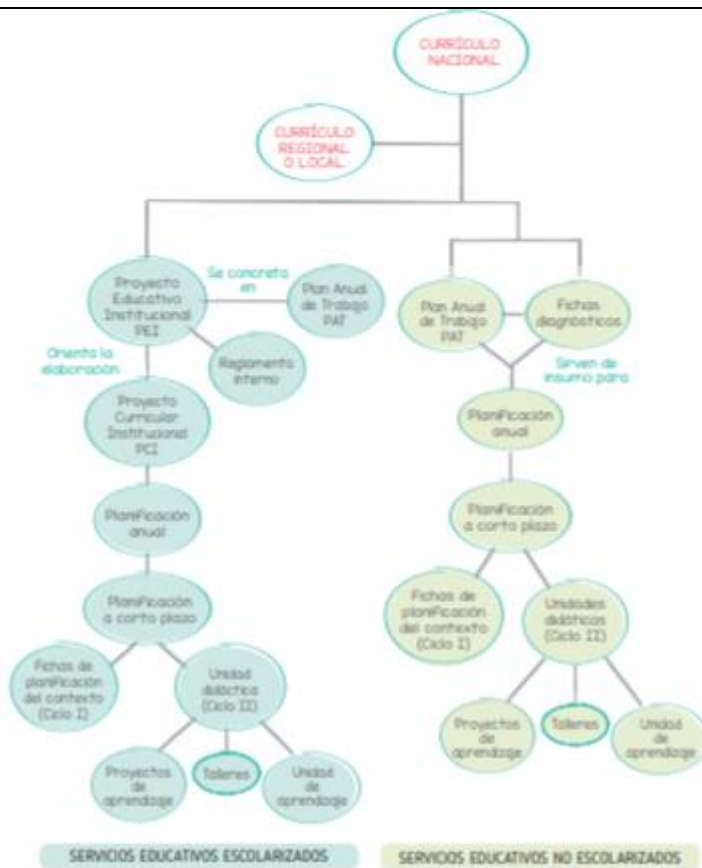 CURRÍCULO
NACIONAL
CURRÍCULO
REGIONAL
O LOCAL
Proyecto
Educativo
Institucional
PEI
Se concreta
en
Plan Anual
de Trabajo
PAT
Reglamento
interno
Orienta la
elaboración
Proyecto
Curricular
Institucional
PCI
Planificación
anual
Planificación
a corto plazo
Fichas de
planificación
del contexto
(Ciclo I)
Unidad
didáctica
(Ciclo II)
Proyectos
de
aprendizaje
Talleres
Unidad
de
aprendizaje
SERVICIOS EDUCATIVOS ESCOLARIZADOS
Plan Anual
de Trabajo
PAT
Fichas
diagnósticos
Sirven de
insumo para
Planificación
anual
Planificación
a corto plazo
Fichas de
planificación
del contexto
(Ciclo I)
Unidades
didáticas
(Ciclo II)
Proyectos
de
aprendizaje
Talleres
Unidad
de
aprendizaje
SERVICIOS EDUCATIVOS NO ESCOLARIZADOS